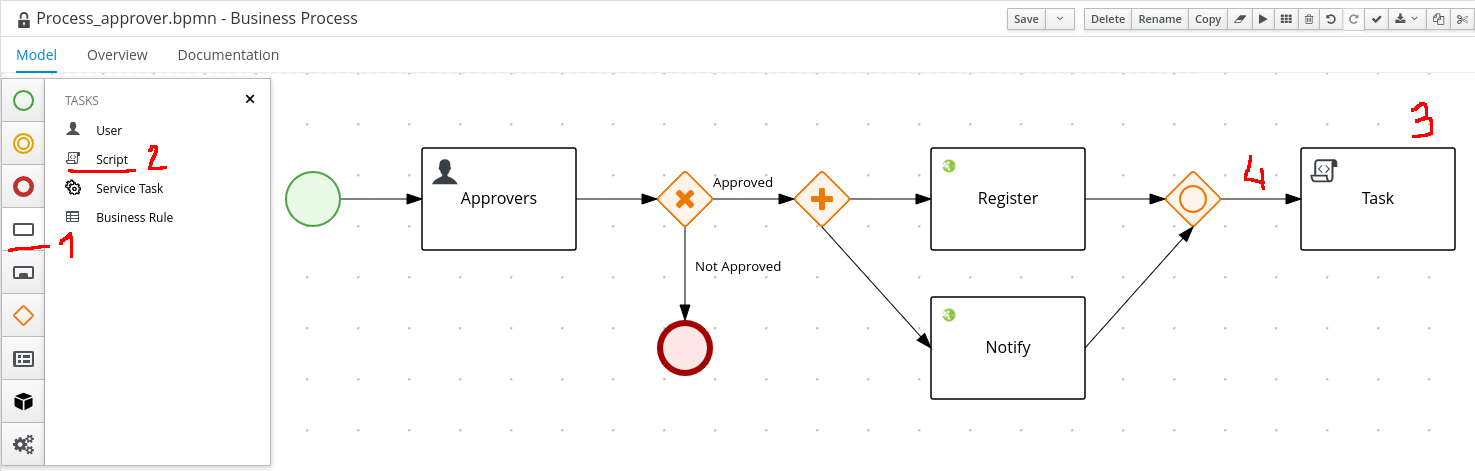 Process_approver.bpmn - Business Process
Save Delete Rename Copy
Model Overview Documentation
TASKS
User
Script 2
Service Task
Business Rule
1
Approvers
Approved
Not Approved
Register
Notify
4
3
Task